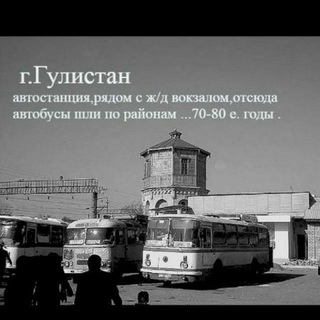 г.Гулистан
автостанция,рядом с ж/д вокзалом,отсюда
автобусы шли по районам ...70-80 е. годы .